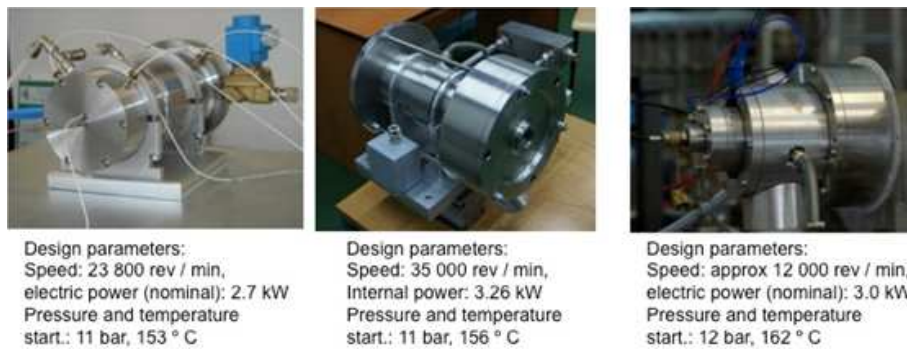 Design parameters:
Speed: 23 800 rev / min,
electric power (nominal): 2.7 kW
Pressure and temperature
start.: 11 bar, 153 º C
Design parameters:
Speed: 35 000 rev / min,
Internal power: 3.26 kW
Pressure and temperature
start.: 11 bar, 156 º C
Design parameters:
Speed: approx 12 000 rev / min,
electric power (nominal): 3.0 kW
Pressure and temperature
start.: 12 bar, 162 º C